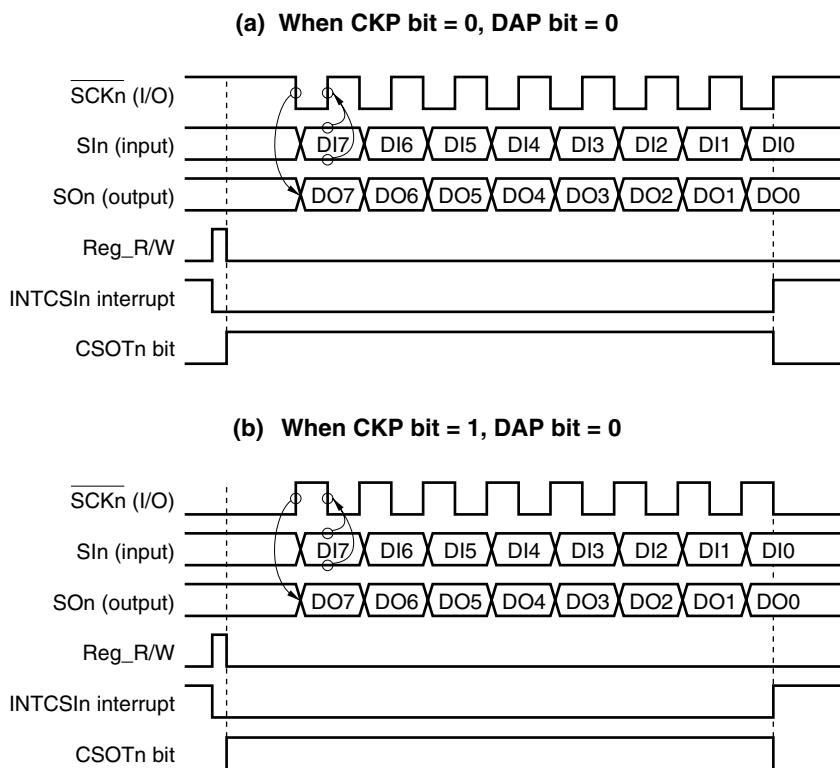 (a) When CKP bit = 0, DAP bit = 0
SCKn (I/O)
SIn (input) DI7 DI6 DI5 DI4 DI3 DI2 DI1 DI0
SOn (output) DO7 DO6 DO5 DO4 DO3 DO2 DO1 DO0
Reg_R/W
INTCSIn interrupt
CSOTn bit
(b) When CKP bit = 1, DAP bit = 0
SCKn (I/O)
SIn (input) DI7 DI6 DI5 DI4 DI3 DI2 DI1 DI0
SOn (output) DO7 DO6 DO5 DO4 DO3 DO2 DO1 DO0
Reg_R/W
INTCSIn interrupt
CSOTn bit